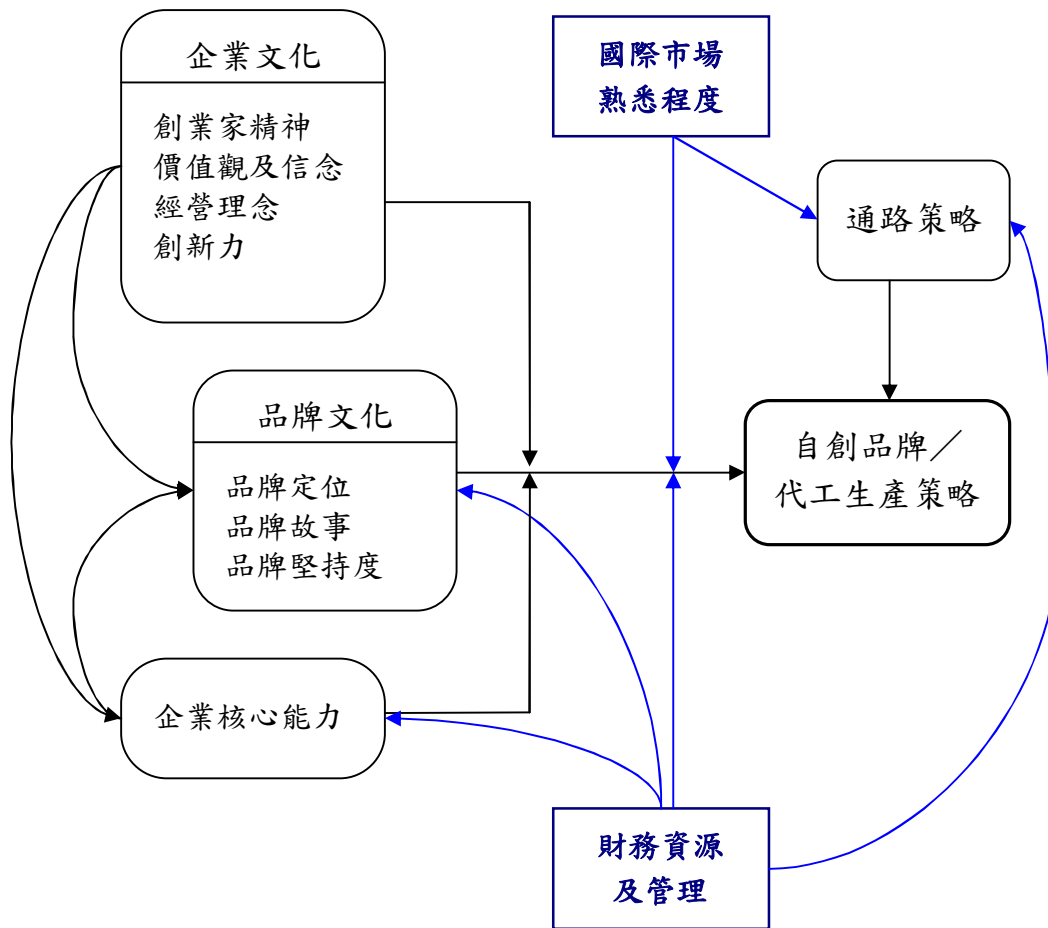 企業文化
創業家精神
價值觀及信念
經營理念
創新力
國際市場
熟悉程度
通路策略
品牌文化
品牌定位
品牌故事
品牌堅持度
自創品牌／
代工生產策略
企業核心能力
財務資源
及管理